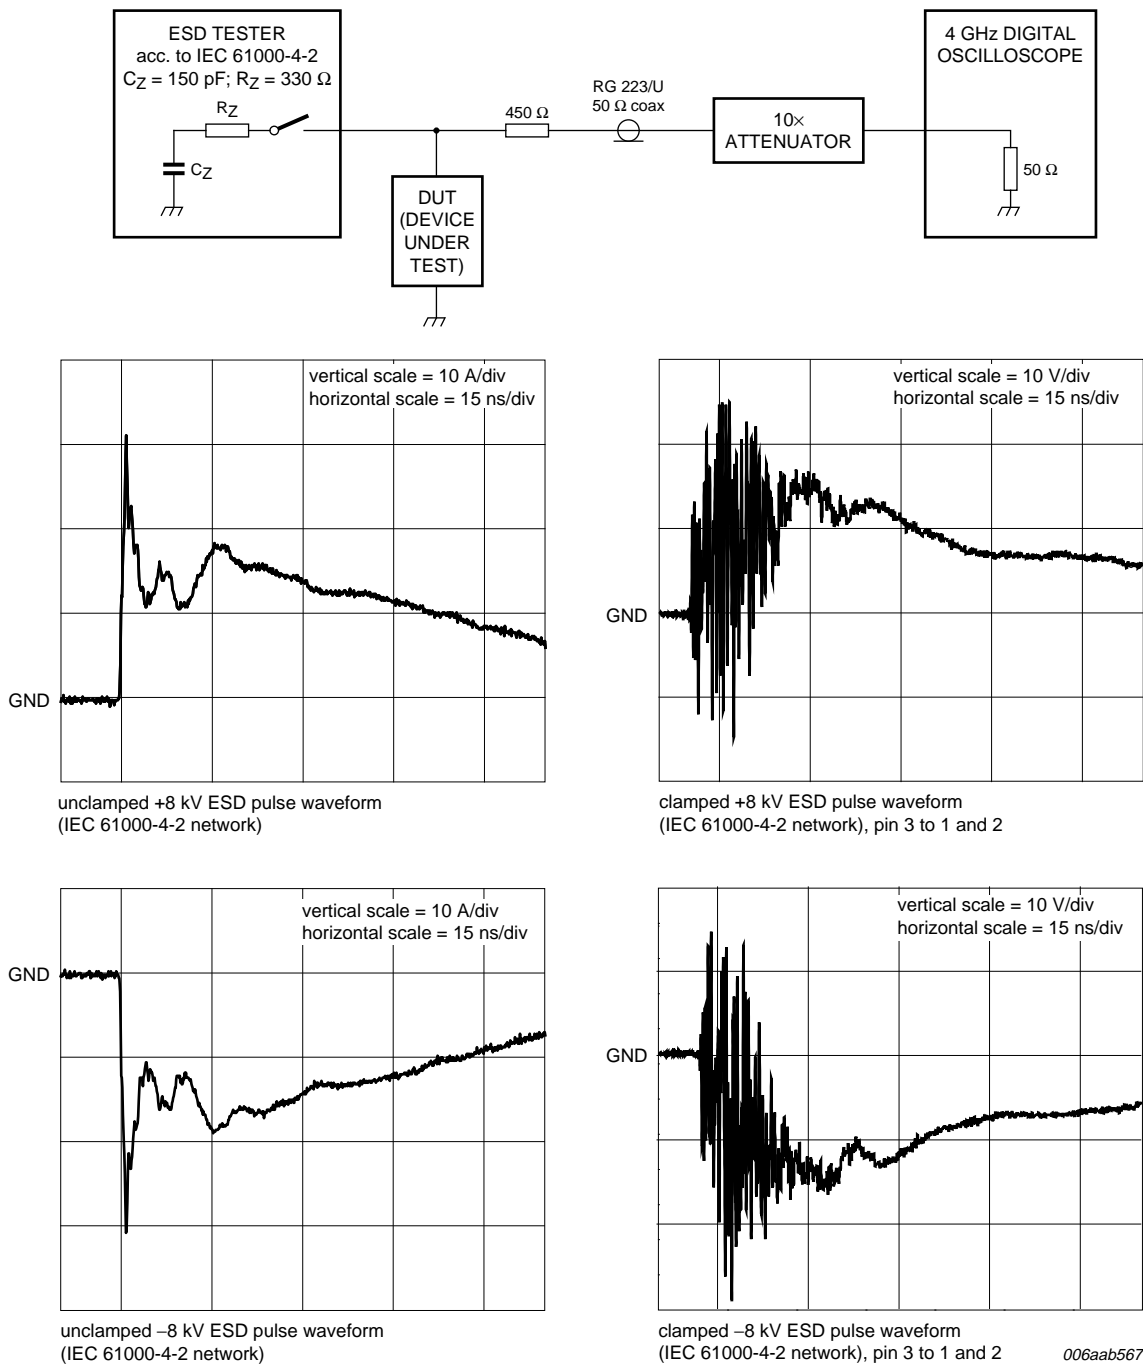 ESD TESTER
acc. to IEC 61000-4-2
CZ = 150 pF; RZ = 330 Ω
RZ
CZ
DUT
(DEVICE
UNDER
TEST)
450 Ω
RG 223/U
50 Ω coax
10×
ATTENUATOR
4 GHz DIGITAL
OSCILLOSCOPE
50 Ω
vertical scale = 10 A/div
horizontal scale = 15 ns/div
GND
unclamped +8 kV ESD pulse waveform
(IEC 61000-4-2 network)
vertical scale = 10 V/div
horizontal scale = 15 ns/div
GND
clamped +8 kV ESD pulse waveform
(IEC 61000-4-2 network), pin 3 to 1 and 2
vertical scale = 10 A/div
horizontal scale = 15 ns/div
GND
unclamped −8 kV ESD pulse waveform
(IEC 61000-4-2 network)
vertical scale = 10 V/div
horizontal scale = 15 ns/div
GND
clamped −8 kV ESD pulse waveform
(IEC 61000-4-2 network), pin 3 to 1 and 2
006aab567